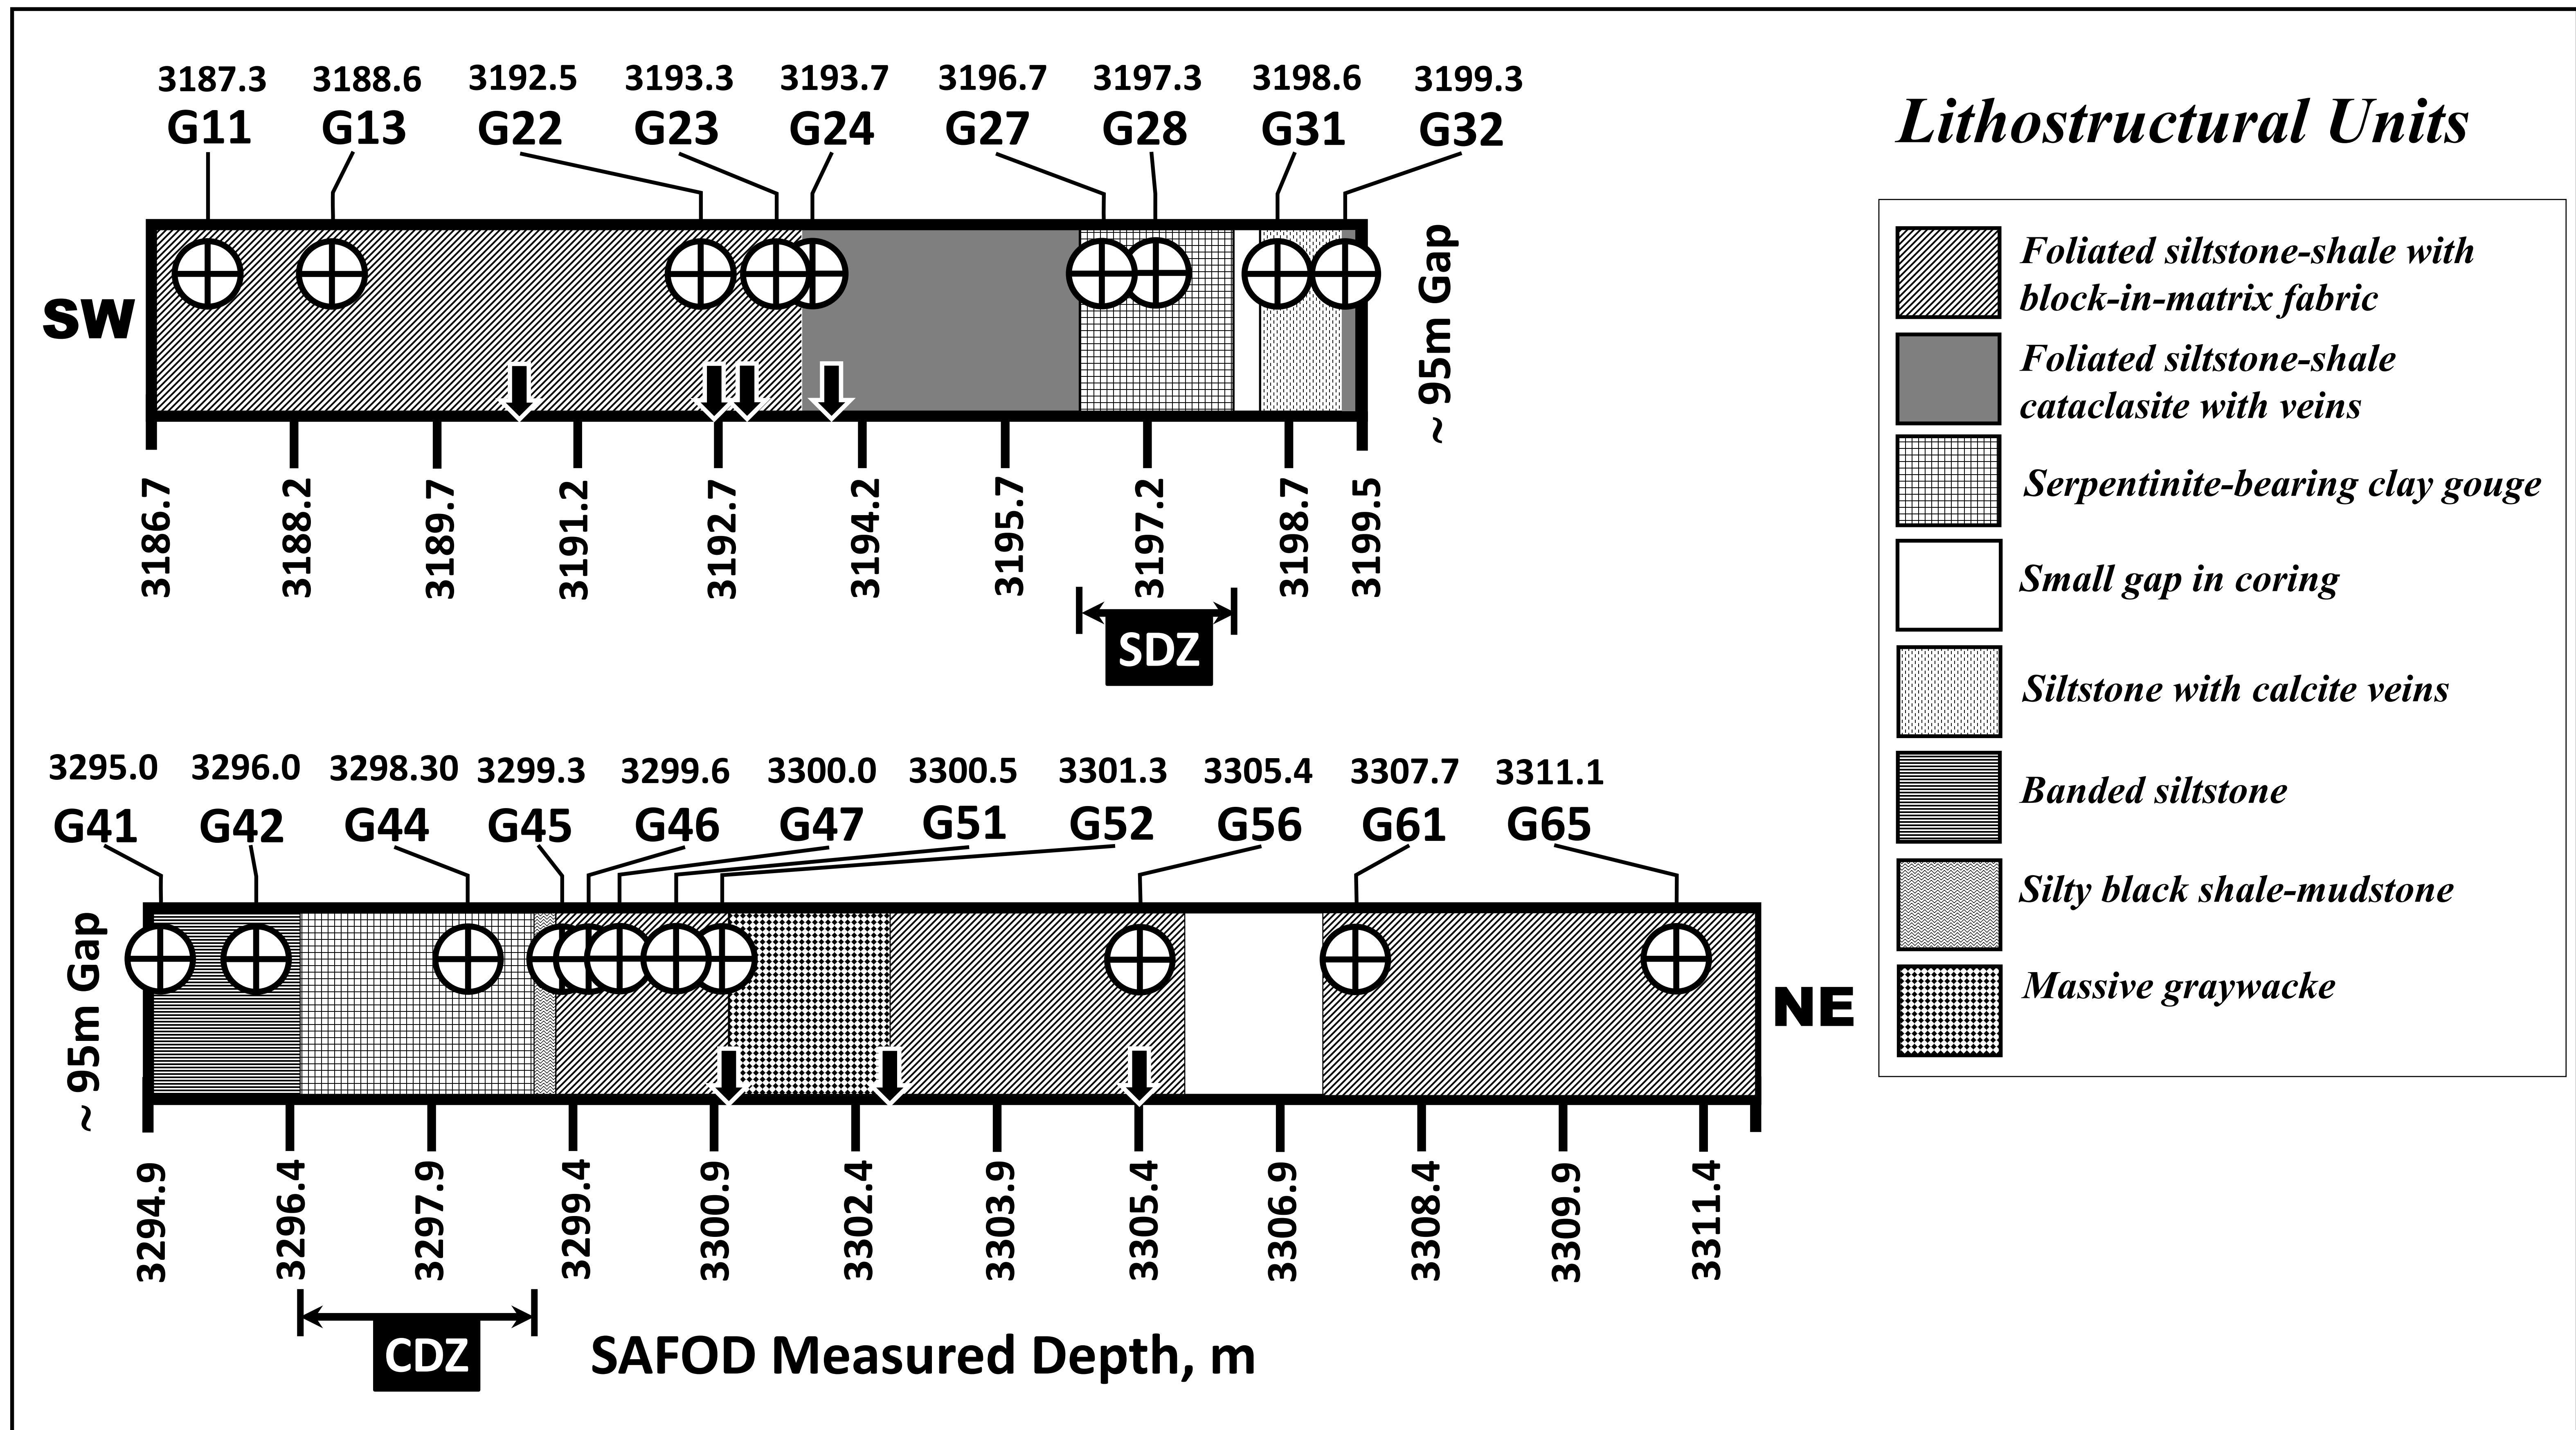 3187.3 3188.6 3192.5 3193.3 3193.7 3196.7 3197.3 3198.6 3199.3
G11 G13 G22 G23 G24 G27 G28 G31 G32
SW
~ 95m Gap
3186.7 3188.2 3189.7 3191.2 3192.7 3194.2 3195.7 3197.2 3198.7 3199.5
SDZ
3295.0 3296.0 3298.30 3299.3 3299.6 3300.0 3300.5 3301.3 3305.4 3307.7 3311.1
G41 G42 G44 G45 G46 G47 G51 G52 G56 G61 G65
~ 95m Gap
NE
3294.9 3296.4 3297.9 3299.4 3300.9 3302.4 3303.9 3305.4 3306.9 3308.4 3309.9 3311.4
CDZ
SAFOD Measured Depth, m
Lithostructural Units
Foliated siltstone-shale with
block-in-matrix fabric
Foliated siltstone-shale
cataclasite with veins
Serpentinite-bearing clay gouge
Small gap in coring
Siltstone with calcite veins
Banded siltstone
Silty black shale-mudstone
Massive graywacke